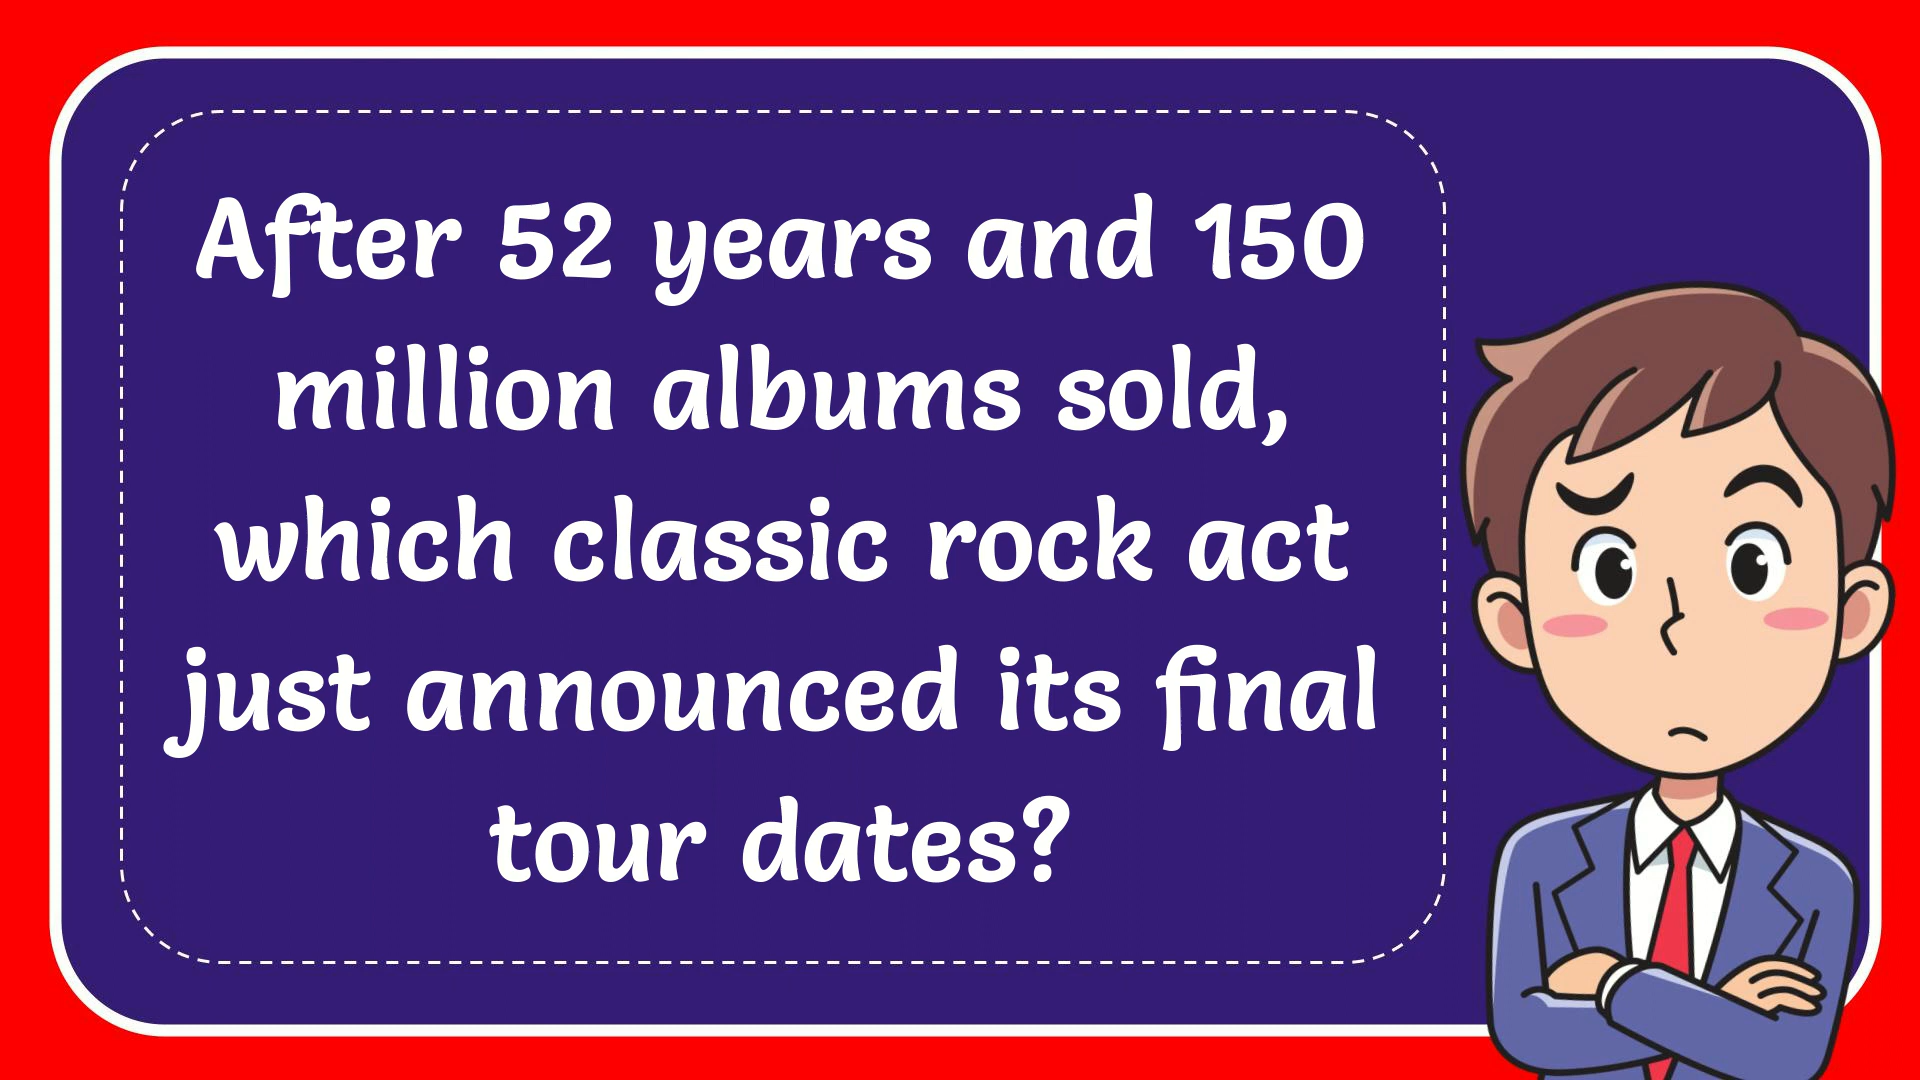 After 52 years and 150
million albums sold,
which classic rock act
just announced its final
tour dates?